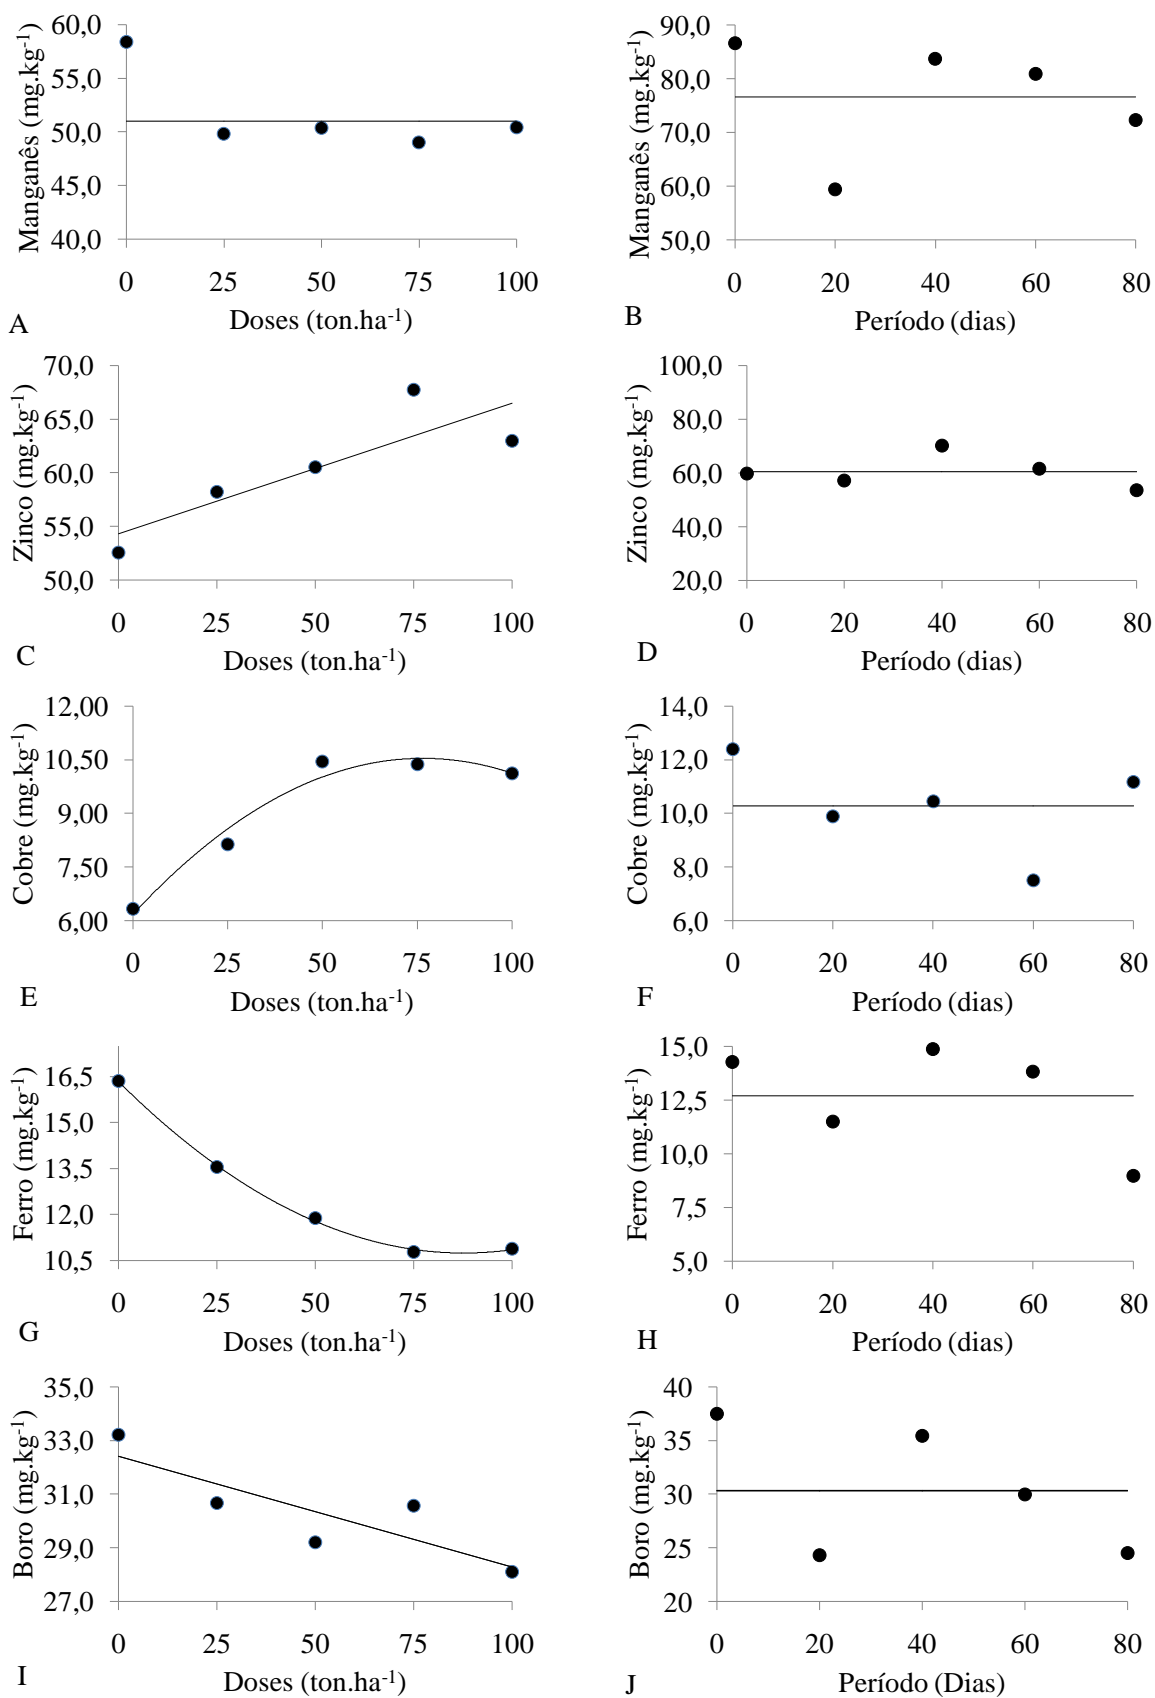 60,0
55,0
50,0
45,0
40,0
Manganês (mg.kg⁻¹)
0 25 50 75 100
Doses (ton.ha⁻¹)
A
90,0
80,0
70,0
60,0
50,0
Manganês (mg.kg⁻¹)
0 20 40 60 80
Período (dias)
B
70,0
65,0
60,0
55,0
50,0
Zinco (mg.kg⁻¹)
0 25 50 75 100
Doses (ton.ha⁻¹)
C
100,0
80,0
60,0
40,0
20,0
Zinco (mg.kg⁻¹)
0 20 40 60 80
Período (dias)
D
12,00
10,50
9,00
7,50
6,00
Cobre (mg.kg⁻¹)
0 25 50 75 100
Doses (ton.ha⁻¹)
E
14,0
12,0
10,0
8,0
6,0
Cobre (mg.kg⁻¹)
0 20 40 60 80
Período (dias)
F
16,5
15,0
13,5
12,0
10,5
Ferro (mg.kg⁻¹)
0 25 50 75 100
Doses (ton.ha⁻¹)
G
15,0
12,5
10,0
7,5
5,0
Ferro (mg.kg⁻¹)
0 20 40 60 80
Período (dias)
H
35,0
33,0
31,0
29,0
27,0
Boro (mg.kg⁻¹)
0 25 50 75 100
Doses (ton.ha⁻¹)
I
40
35
30
25
20
Boro (mg.kg⁻¹)
0 20 40 60 80
Período (Dias)
J